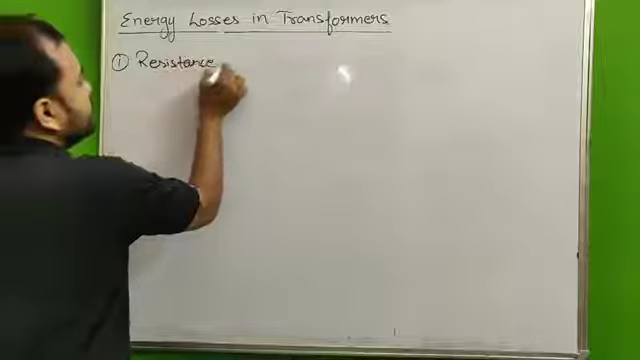 Energy Losses in Transformers
① Resistance